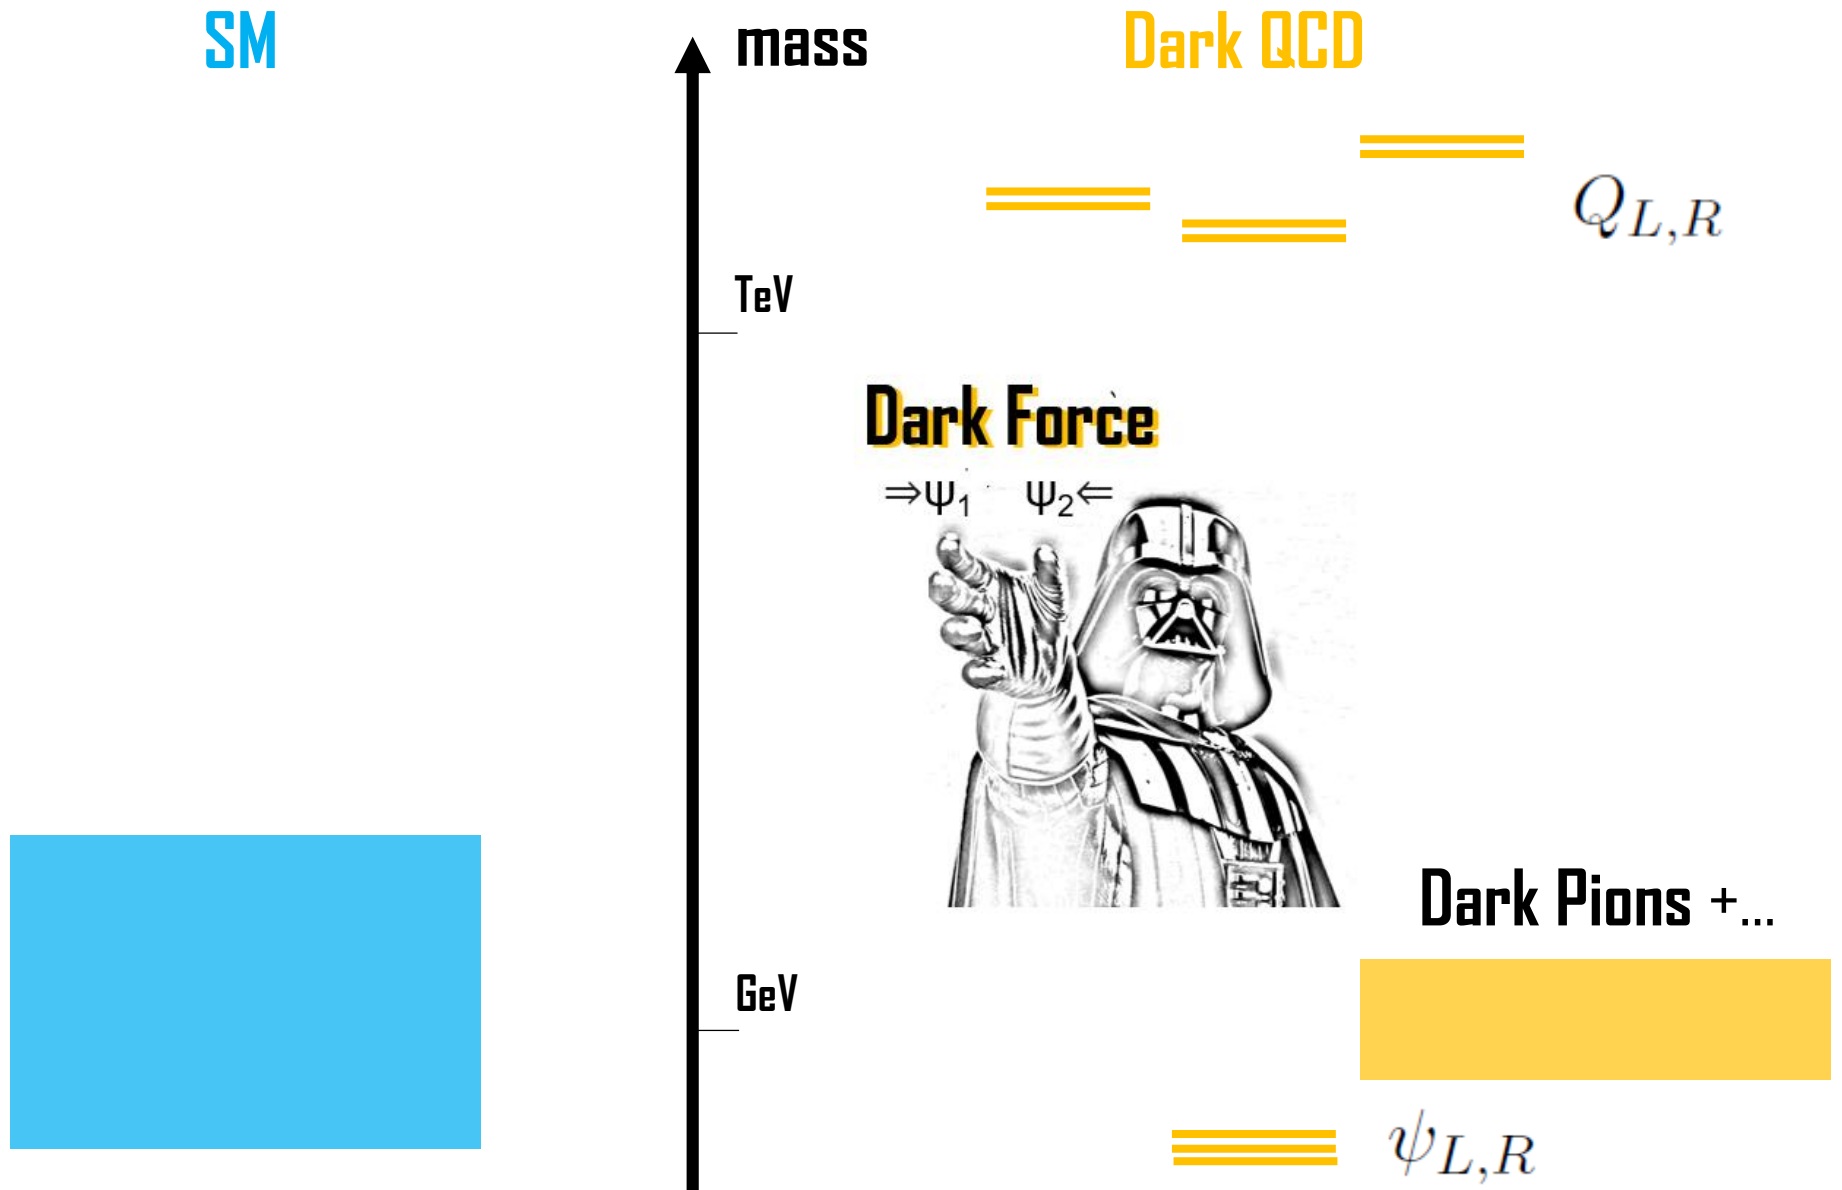 SM
mass
Dark QCD
Q_{L,R}
TeV
Dark Force
⇒ψ₁ ψ₂⇐
Dark Pions +...
GeV
ψ_{L,R}